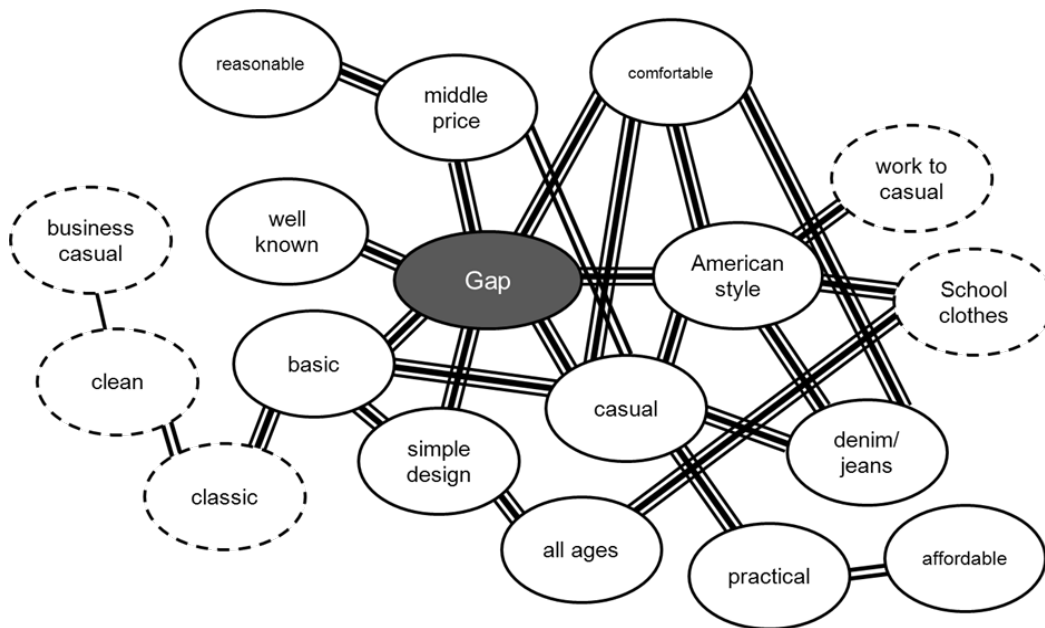 reasonable
middle
price
comfortable
work to
casual
well
known
business
casual
Gap
American
style
School
clothes
basic
clean
casual
simple
design
denim/
jeans
classic
all ages
practical
affordable